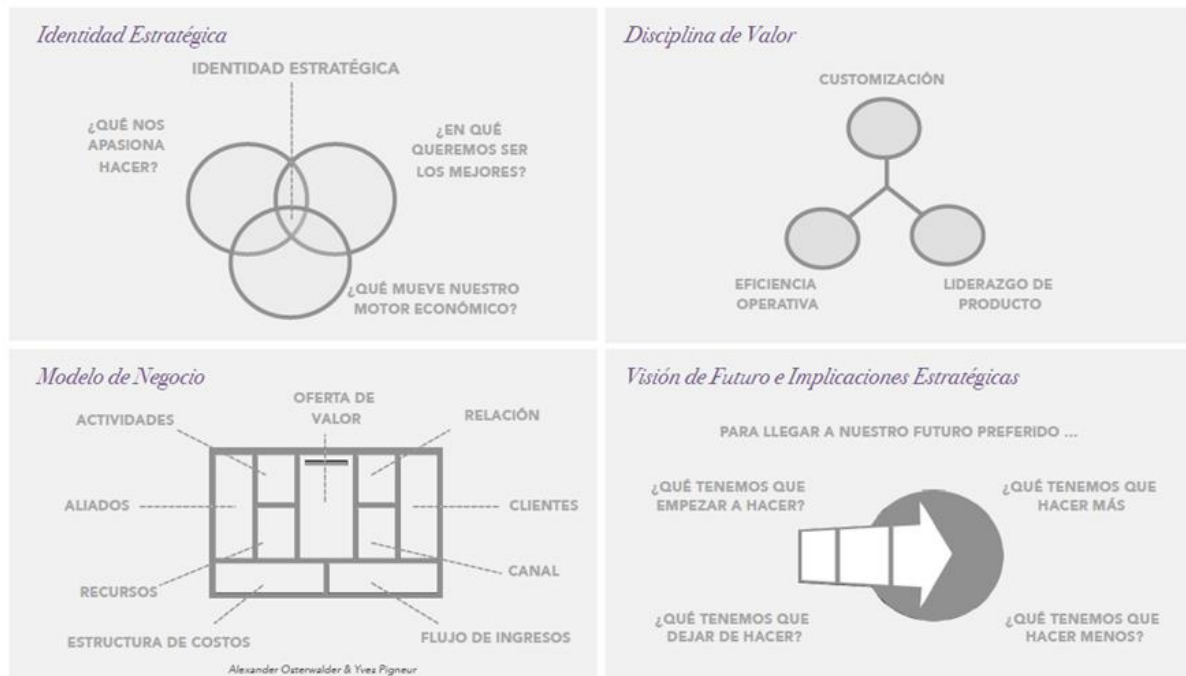 Identidad Estratégica
IDENTIDAD ESTRATÉGICA
¿QUÉ NOS
APASIONA
HACER?
¿EN QUÉ
QUEREMOS SER
LOS MEJORES?
¿QUÉ MUEVE NUESTRO
MOTOR ECONÓMICO?
Disciplina de Valor
CUSTOMIZACIÓN
EFICIENCIA
OPERATIVA
LIDERAZGO DE
PRODUCTO
Modelo de Negocio
OFERTA DE
VALOR
ACTIVIDADES
RELACIÓN
ALIADOS
CLIENTES
RECURSOS
CANAL
ESTRUCTURA DE COSTOS
FLUJO DE INGRESOS
Alexander Osterwalder & Yves Pigneur
Visión de Futuro e Implicaciones Estratégicas
PARA LLEGAR A NUESTRO FUTURO PREFERIDO ...
¿QUÉ TENEMOS QUE
EMPEZAR A HACER?
¿QUÉ TENEMOS QUE
HACER MÁS
¿QUÉ TENEMOS QUE
DEJAR DE HACER?
¿QUÉ TENEMOS QUE
HACER MENOS?